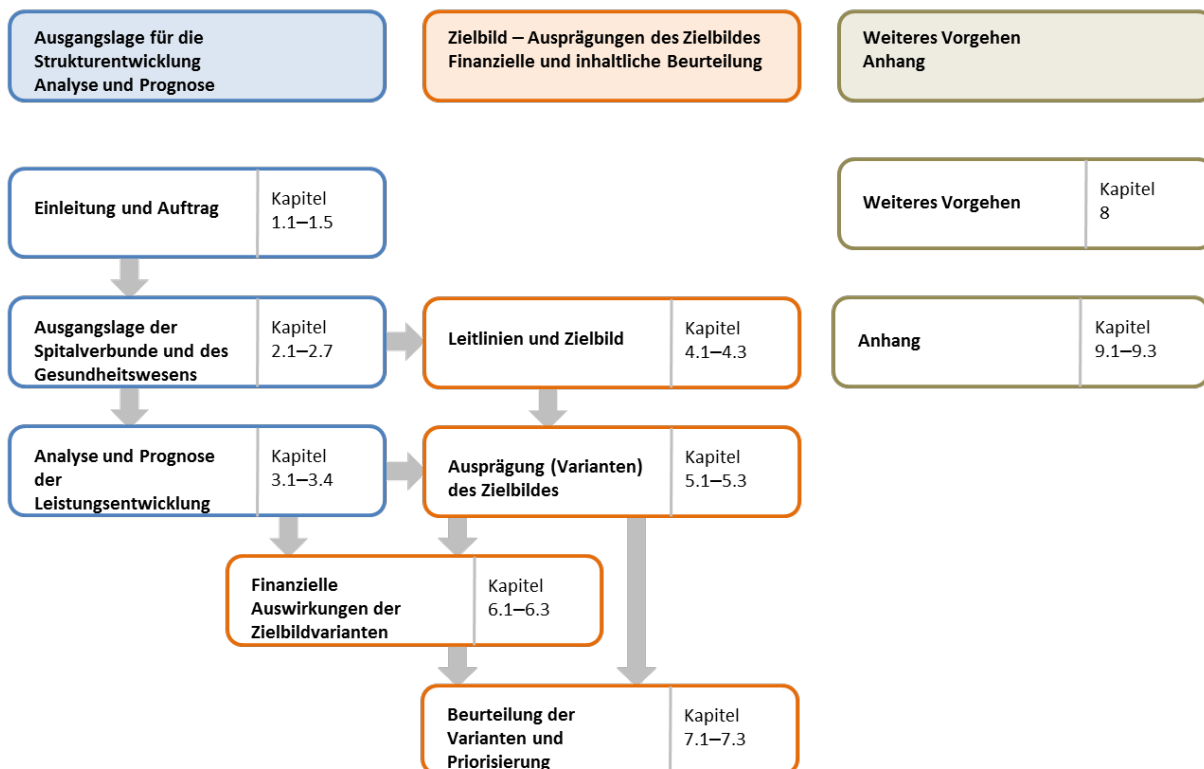 Ausgangslage für die
Strukturentwicklung
Analyse und Prognose
Zielbild – Ausprägungen des Zielbildes
Finanzielle und inhaltliche Beurteilung
Weiteres Vorgehen
Anhang
Einleitung und Auftrag
Kapitel
1.1–1.5
Weiteres Vorgehen
Kapitel
8
Ausgangslage der
Spitalverbunde und des
Gesundheitswesens
Kapitel
2.1–2.7
Leitlinien und Zielbild
Kapitel
4.1–4.3
Anhang
Kapitel
9.1–9.3
Analyse und Prognose
der
Leistungsentwicklung
Kapitel
3.1–3.4
Ausprägung (Varianten)
des Zielbildes
Kapitel
5.1–5.3
Finanzielle
Auswirkungen der
Zielbildvarianten
Kapitel
6.1–6.3
Beurteilung der
Varianten und
Priorisierung
Kapitel
7.1–7.3